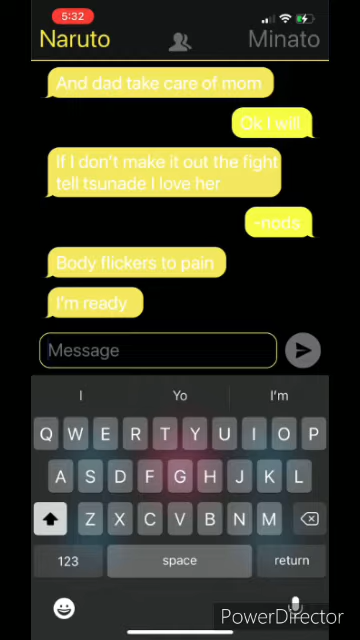 5:32
Naruto
Minato
And dad take care of mom
Ok I will
If I don't make it out the fight
tell tsunade I love her
-nods
Body flickers to pain
I'm ready
Message
I Yo I'm
Q W E R T Y U I O P
A S D F G H J K L
Z X C V B N M
123 space return
PowerDirector